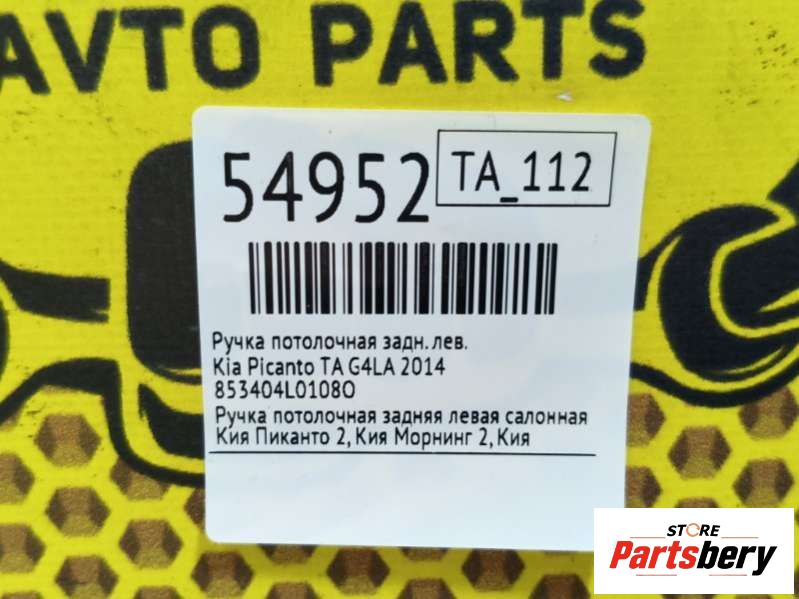 AVTO PARTS
54952
TA_112
Ручка потолочная задн.лев.
Kia Picanto TA G4LA 2014
853404L0108O
Ручка потолочная задняя левая салонная
Кия Пиканто 2, Кия Морнинг 2, Кия
STORE
Partsbery